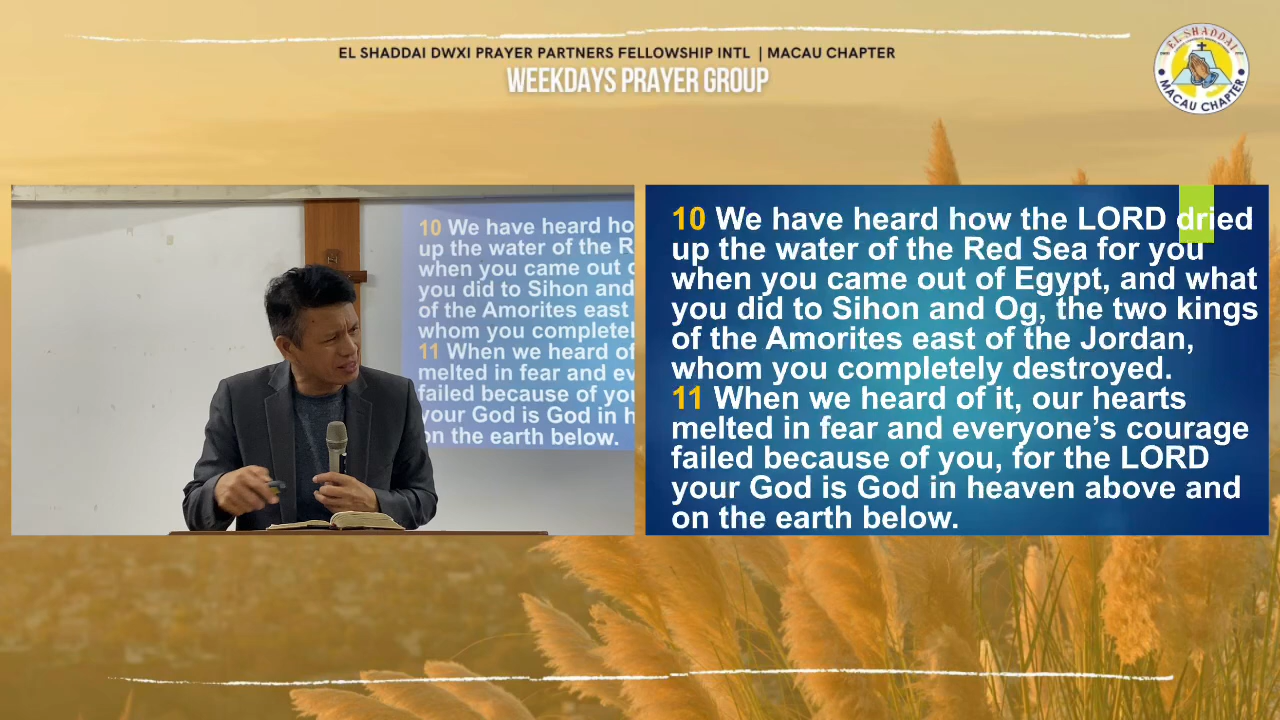 EL SHADDAI DWXI PRAYER PARTNERS FELLOWSHIP INTL | MACAU CHAPTER
WEEKDAYS PRAYER GROUP
EL SHADDAI
MACAU CHAPTER
10 We have heard ho
up the water of the R
when you came out o
you did to Sihon and
of the Amorites east
whom you completel
11 When we heard of
melted in fear and ev
failed because of you
your God is God in h
on the earth below.
10 We have heard how the LORD dried
up the water of the Red Sea for you
when you came out of Egypt, and what
you did to Sihon and Og, the two kings
of the Amorites east of the Jordan,
whom you completely destroyed.
11 When we heard of it, our hearts
melted in fear and everyone’s courage
failed because of you, for the LORD
your God is God in heaven above and
on the earth below.